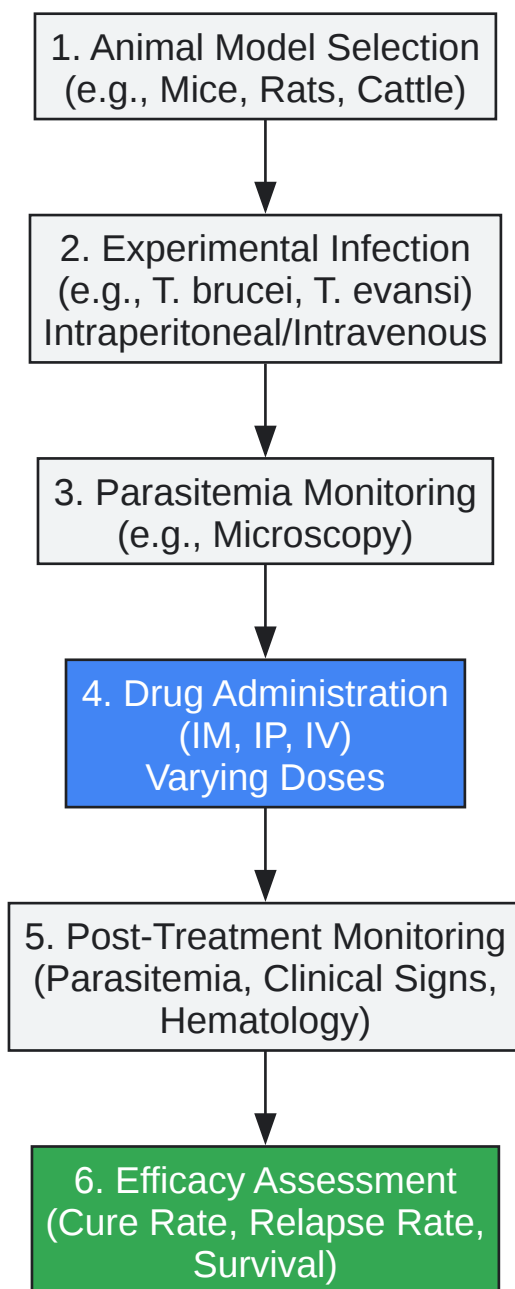 1. Animal Model Selection
(e.g., Mice, Rats, Cattle)
2. Experimental Infection
(e.g., T. brucei, T. evansi)
Intraperitoneal/Intravenous
3. Parasitemia Monitoring
(e.g., Microscopy)
4. Drug Administration
(IM, IP, IV)
Varying Doses
5. Post-Treatment Monitoring
(Parasitemia, Clinical Signs,
Hematology)
6. Efficacy Assessment
(Cure Rate, Relapse Rate,
Survival)